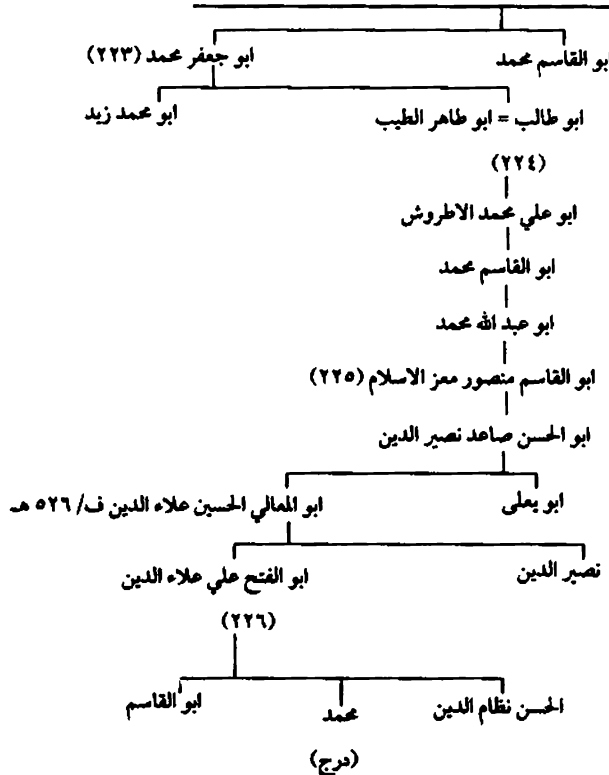 ابو القاسم محمد ابو جعفر محمد (٢٢٣)
ابو طالب = ابو طاهر الطيب ابو محمد زيد
(٢٢٤)
ابو علي محمد الاطروش
ابو القاسم محمد
ابو عبد الله محمد
ابو القاسم منصور معز الاسلام (٢٢٥)
ابو الحسن صاعد نصير الدين
ابو يعلى ابو المعالي الحسين علاء الدين ف/ ٥٢٦ هـ
نصير الدين ابو الفتح علي علاء الدين
(٢٢٦)
الحسن نظام الدين محمد ابو القاسم
(درج)